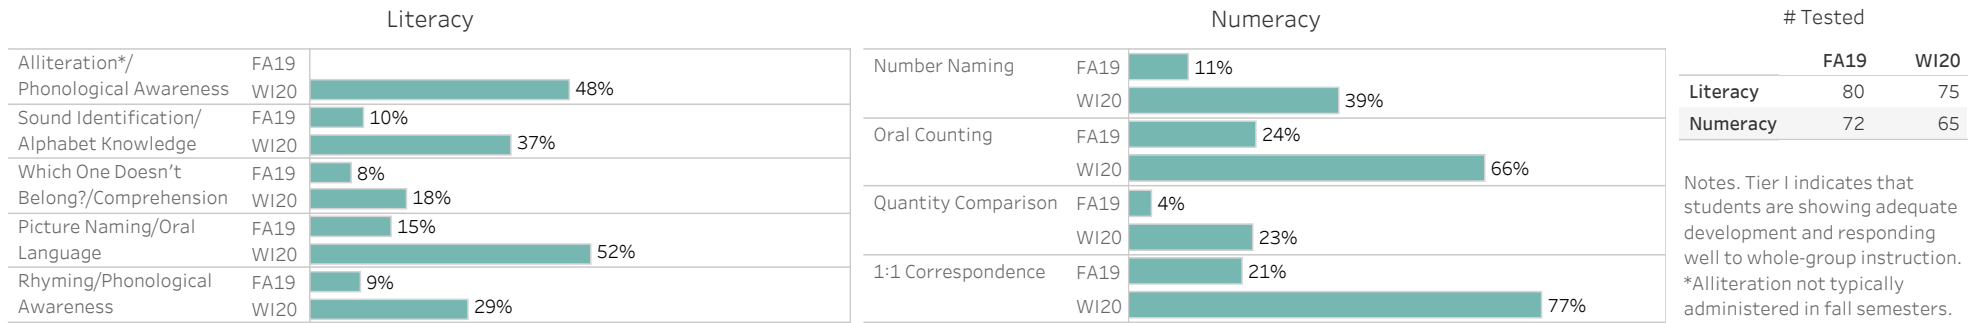 Literacy
Alliteration*/
Phonological Awareness
FA19
WI20 48%
Sound Identification/
Alphabet Knowledge
FA19 10%
WI20 37%
Which One Doesn't
Belong?/Comprehension
FA19 8%
WI20 18%
Picture Naming/Oral
Language
FA19 15%
WI20 52%
Rhyming/Phonological
Awareness
FA19 9%
WI20 29%
Numeracy
Number Naming
FA19 11%
WI20 39%
Oral Counting
FA19 24%
WI20 66%
Quantity Comparison
FA19 4%
WI20 23%
1:1 Correspondence
FA19 21%
WI20 77%
# Tested
FA19 WI20
Literacy 80 75
Numeracy 72 65
Notes. Tier I indicates that
students are showing adequate
development and responding
well to whole-group instruction.
*Alliteration not typically
administered in fall semesters.